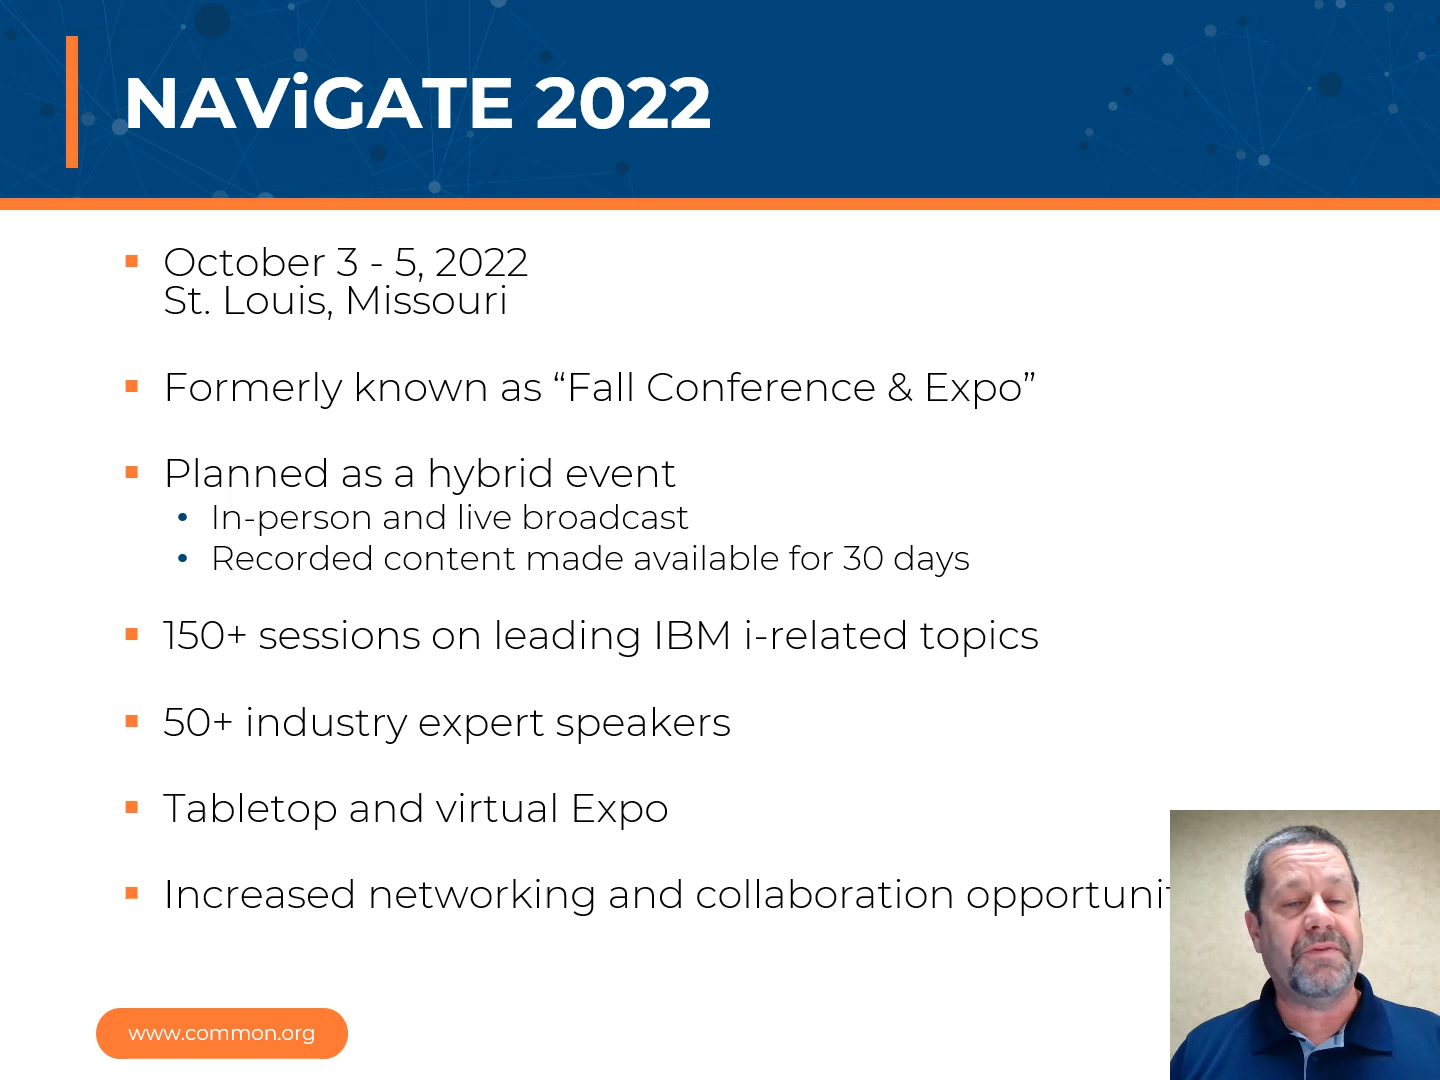 NAViGATE 2022
October 3 - 5, 2022
St. Louis, Missouri
Formerly known as “Fall Conference & Expo”
Planned as a hybrid event
In-person and live broadcast
Recorded content made available for 30 days
150+ sessions on leading IBM i-related topics
50+ industry expert speakers
Tabletop and virtual Expo
Increased networking and collaboration
www.common.org